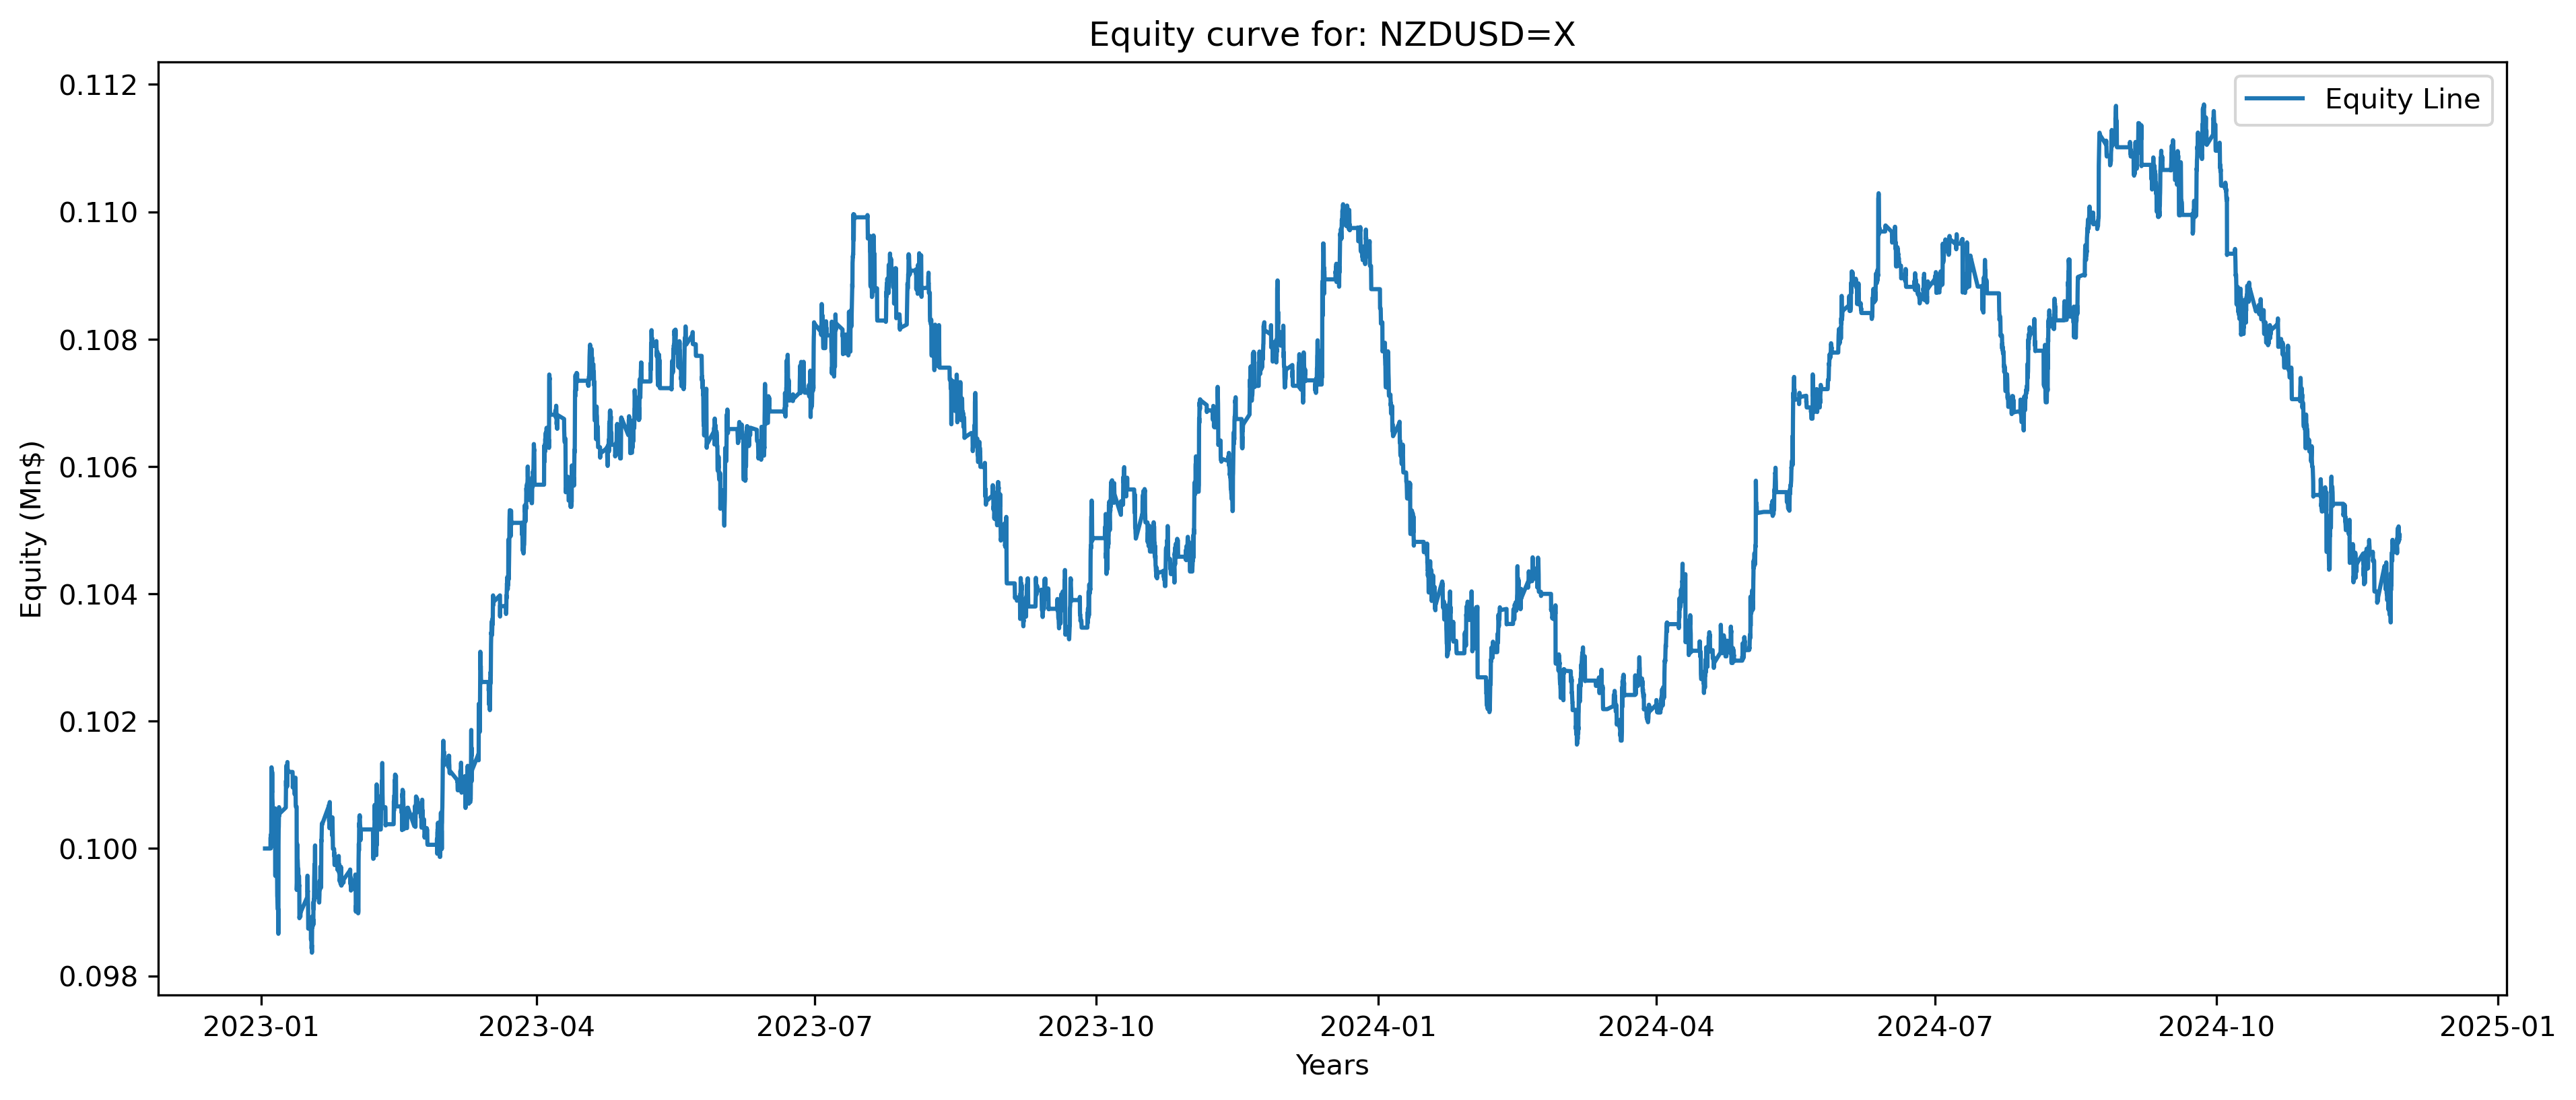 Equity curve for: NZDUSD=X
Equity Line
Equity (Mn$)
0.112
0.110
0.108
0.106
0.104
0.102
0.100
0.098
2023-01 2023-04 2023-07 2023-10 2024-01 2024-04 2024-07 2024-10 2025-01
Years